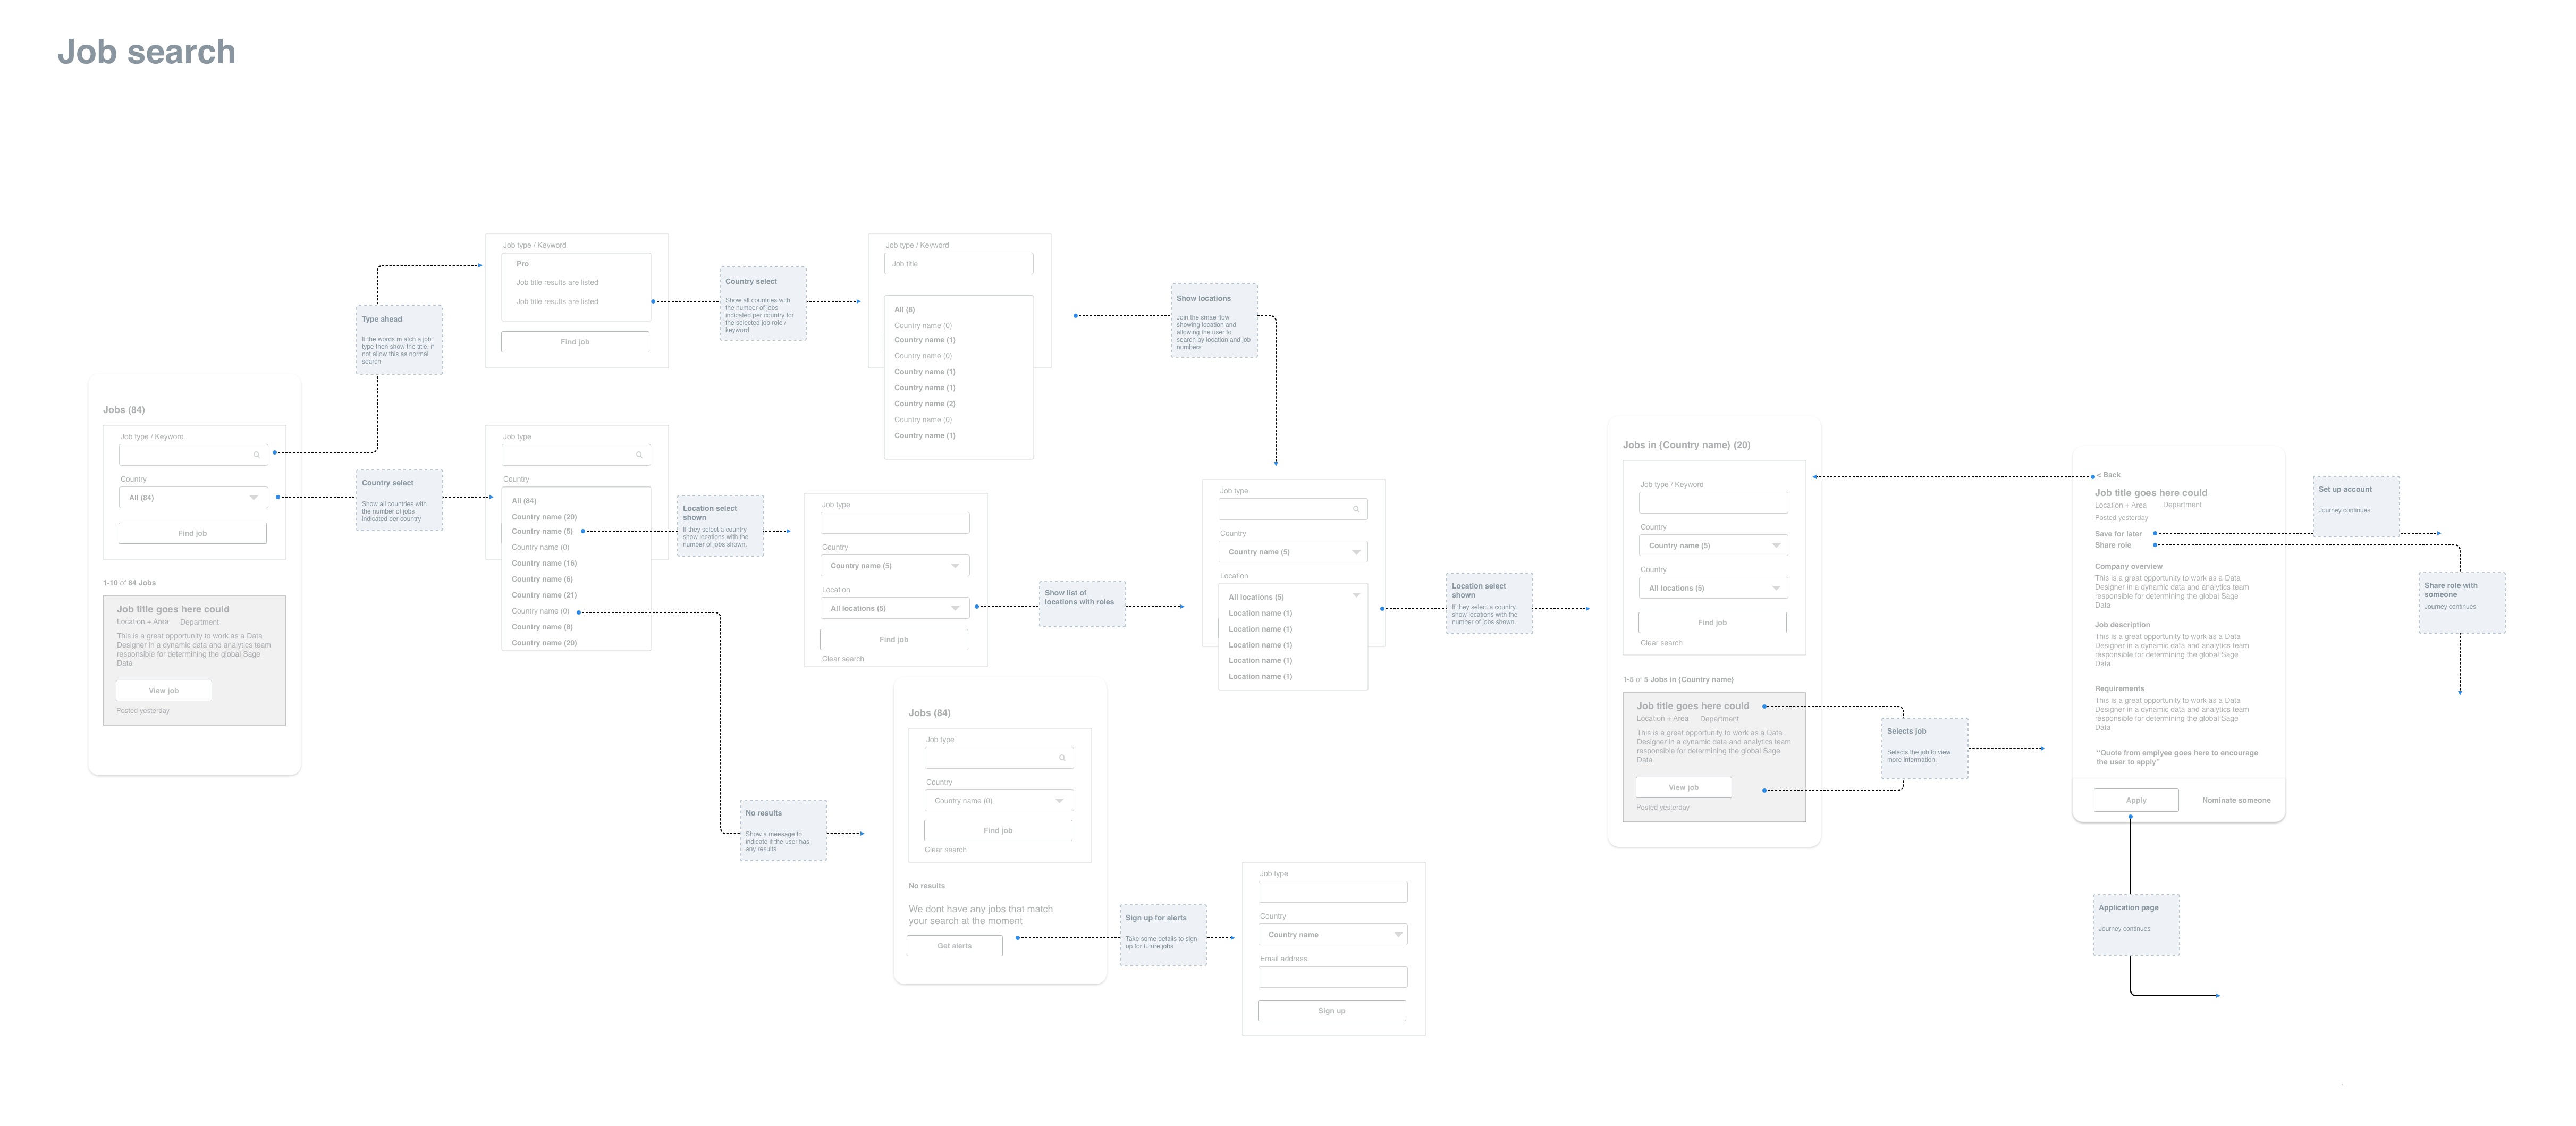 Job search
Jobs (84)
Job type / Keyword
Country
All (84)
Find job
1-10 of 84 Jobs
Job title goes here could
Location + Area Department
This is a great opportunity to work as a Data
Designer in a dynamic data and analytics team
responsible for determining the global Sage
Data
View job
Posted yesterday
Type ahead
If the words m atch a job
type then show the title, if
not allow this as normal
search
Country select
Show all countries with
the number of jobs
indicated per country
Job type / Keyword
Pro|
Job title results are listed
Job title results are listed
Find job
Country select
Show all countries with
the number of jobs
indicated per country for
the selected job role /
keyword
Job type / Keyword
Job title
All (8)
Country name (0)
Country name (1)
Country name (0)
Country name (1)
Country name (1)
Country name (2)
Country name (0)
Country name (1)
Show locations
Join the smae flow
showing location and
allowing the user to
search by location and job
numbers
Job type
Country
All (84)
Country name (20)
Country name (5)
Country name (0)
Country name (16)
Country name (6)
Country name (21)
Country name (0)
Country name (8)
Country name (20)
Location select
shown
If they select a country
show locations with the
number of jobs shown.
Job type
Country
Country name (5)
Location
All locations (5)
Find job
Clear search
Show list of
locations with roles
Job type
Country
Country name (5)
Location
All locations (5)
Location name (1)
Location name (1)
Location name (1)
Location name (1)
Location name (1)
Location select
shown
If they select a country
show locations with the
number of jobs shown.
No results
Show a meesage to
indicate if the user has
any results
Jobs (84)
Job type
Country
Country name (0)
Find job
Clear search
No results
We dont have any jobs that match
your search at the moment
Get alerts
Sign up for alerts
Take some details to sign
up for future jobs
Job type
Country
Country name
Email address
Sign up
Jobs in (Country name) (20)
Job type / Keyword
Country
Country name (5)
Country
All locations (5)
Find job
Clear search
1-5 of 5 Jobs in (Country name)
Job title goes here could
Location + Area Department
This is a great opportunity to work as a Data
Designer in a dynamic data and analytics team
responsible for determining the global Sage
Data
View job
Posted yesterday
Selects job
Selects the job to view
more information.
< Back
Job title goes here could
Location + Area Department
Posted yesterday
Save for later
Share role
Company overview
This is a great opportunity to work as a Data
Designer in a dynamic data and analytics team
responsible for determining the global Sage
Data
Job description
This is a great opportunity to work as a Data
Designer in a dynamic data and analytics team
responsible for determining the global Sage
Data
Requirements
This is a great opportunity to work as a Data
Designer in a dynamic data and analytics team
responsible for determining the global Sage
Data
"Quote from emplyee goes here to encourage
the user to apply"
Apply Nominate someone
Set up account
Journey continues
Share role with
someone
Journey continues
Application page
Journey continues